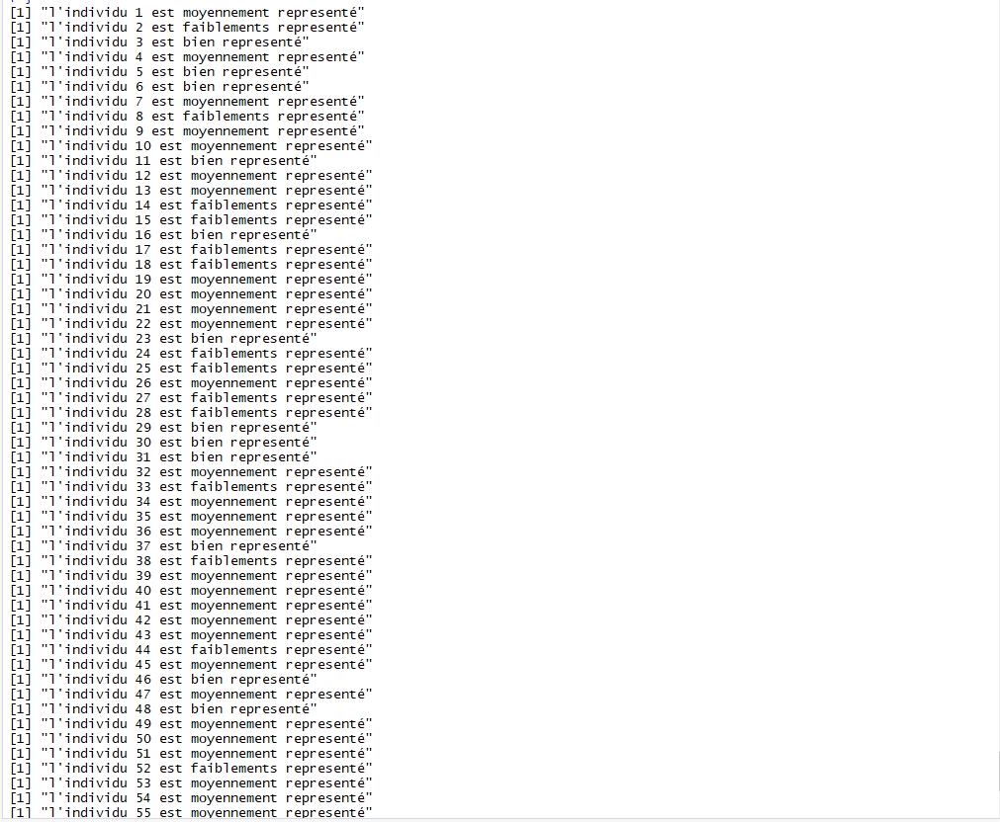 [1] "l'individu 1 est moyennement representé"
[1] "l'individu 2 est faiblements representé"
[1] "l'individu 3 est bien representé"
[1] "l'individu 4 est moyennement representé"
[1] "l'individu 5 est bien representé"
[1] "l'individu 6 est bien representé"
[1] "l'individu 7 est moyennement representé"
[1] "l'individu 8 est faiblements representé"
[1] "l'individu 9 est moyennement representé"
[1] "l'individu 10 est moyennement representé"
[1] "l'individu 11 est bien representé"
[1] "l'individu 12 est moyennement representé"
[1] "l'individu 13 est moyennement representé"
[1] "l'individu 14 est faiblements representé"
[1] "l'individu 15 est faiblements representé"
[1] "l'individu 16 est bien representé"
[1] "l'individu 17 est faiblements representé"
[1] "l'individu 18 est faiblements representé"
[1] "l'individu 19 est moyennement representé"
[1] "l'individu 20 est moyennement representé"
[1] "l'individu 21 est moyennement representé"
[1] "l'individu 22 est moyennement representé"
[1] "l'individu 23 est bien representé"
[1] "l'individu 24 est faiblements representé"
[1] "l'individu 25 est faiblements representé"
[1] "l'individu 26 est moyennement representé"
[1] "l'individu 27 est faiblements representé"
[1] "l'individu 28 est faiblements representé"
[1] "l'individu 29 est bien representé"
[1] "l'individu 30 est bien representé"
[1] "l'individu 31 est bien representé"
[1] "l'individu 32 est moyennement representé"
[1] "l'individu 33 est faiblements representé"
[1] "l'individu 34 est moyennement representé"
[1] "l'individu 35 est moyennement representé"
[1] "l'individu 36 est moyennement representé"
[1] "l'individu 37 est bien representé"
[1] "l'individu 38 est faiblements representé"
[1] "l'individu 39 est moyennement representé"
[1] "l'individu 40 est moyennement representé"
[1] "l'individu 41 est moyennement representé"
[1] "l'individu 42 est moyennement representé"
[1] "l'individu 43 est moyennement representé"
[1] "l'individu 44 est faiblements representé"
[1] "l'individu 45 est moyennement representé"
[1] "l'individu 46 est bien representé"
[1] "l'individu 47 est moyennement representé"
[1] "l'individu 48 est bien representé"
[1] "l'individu 49 est moyennement representé"
[1] "l'individu 50 est moyennement representé"
[1] "l'individu 51 est moyennement representé"
[1] "l'individu 52 est faiblements representé"
[1] "l'individu 53 est moyennement representé"
[1] "l'individu 54 est moyennement representé"
[1] "l'individu 55 est moyennement representé"